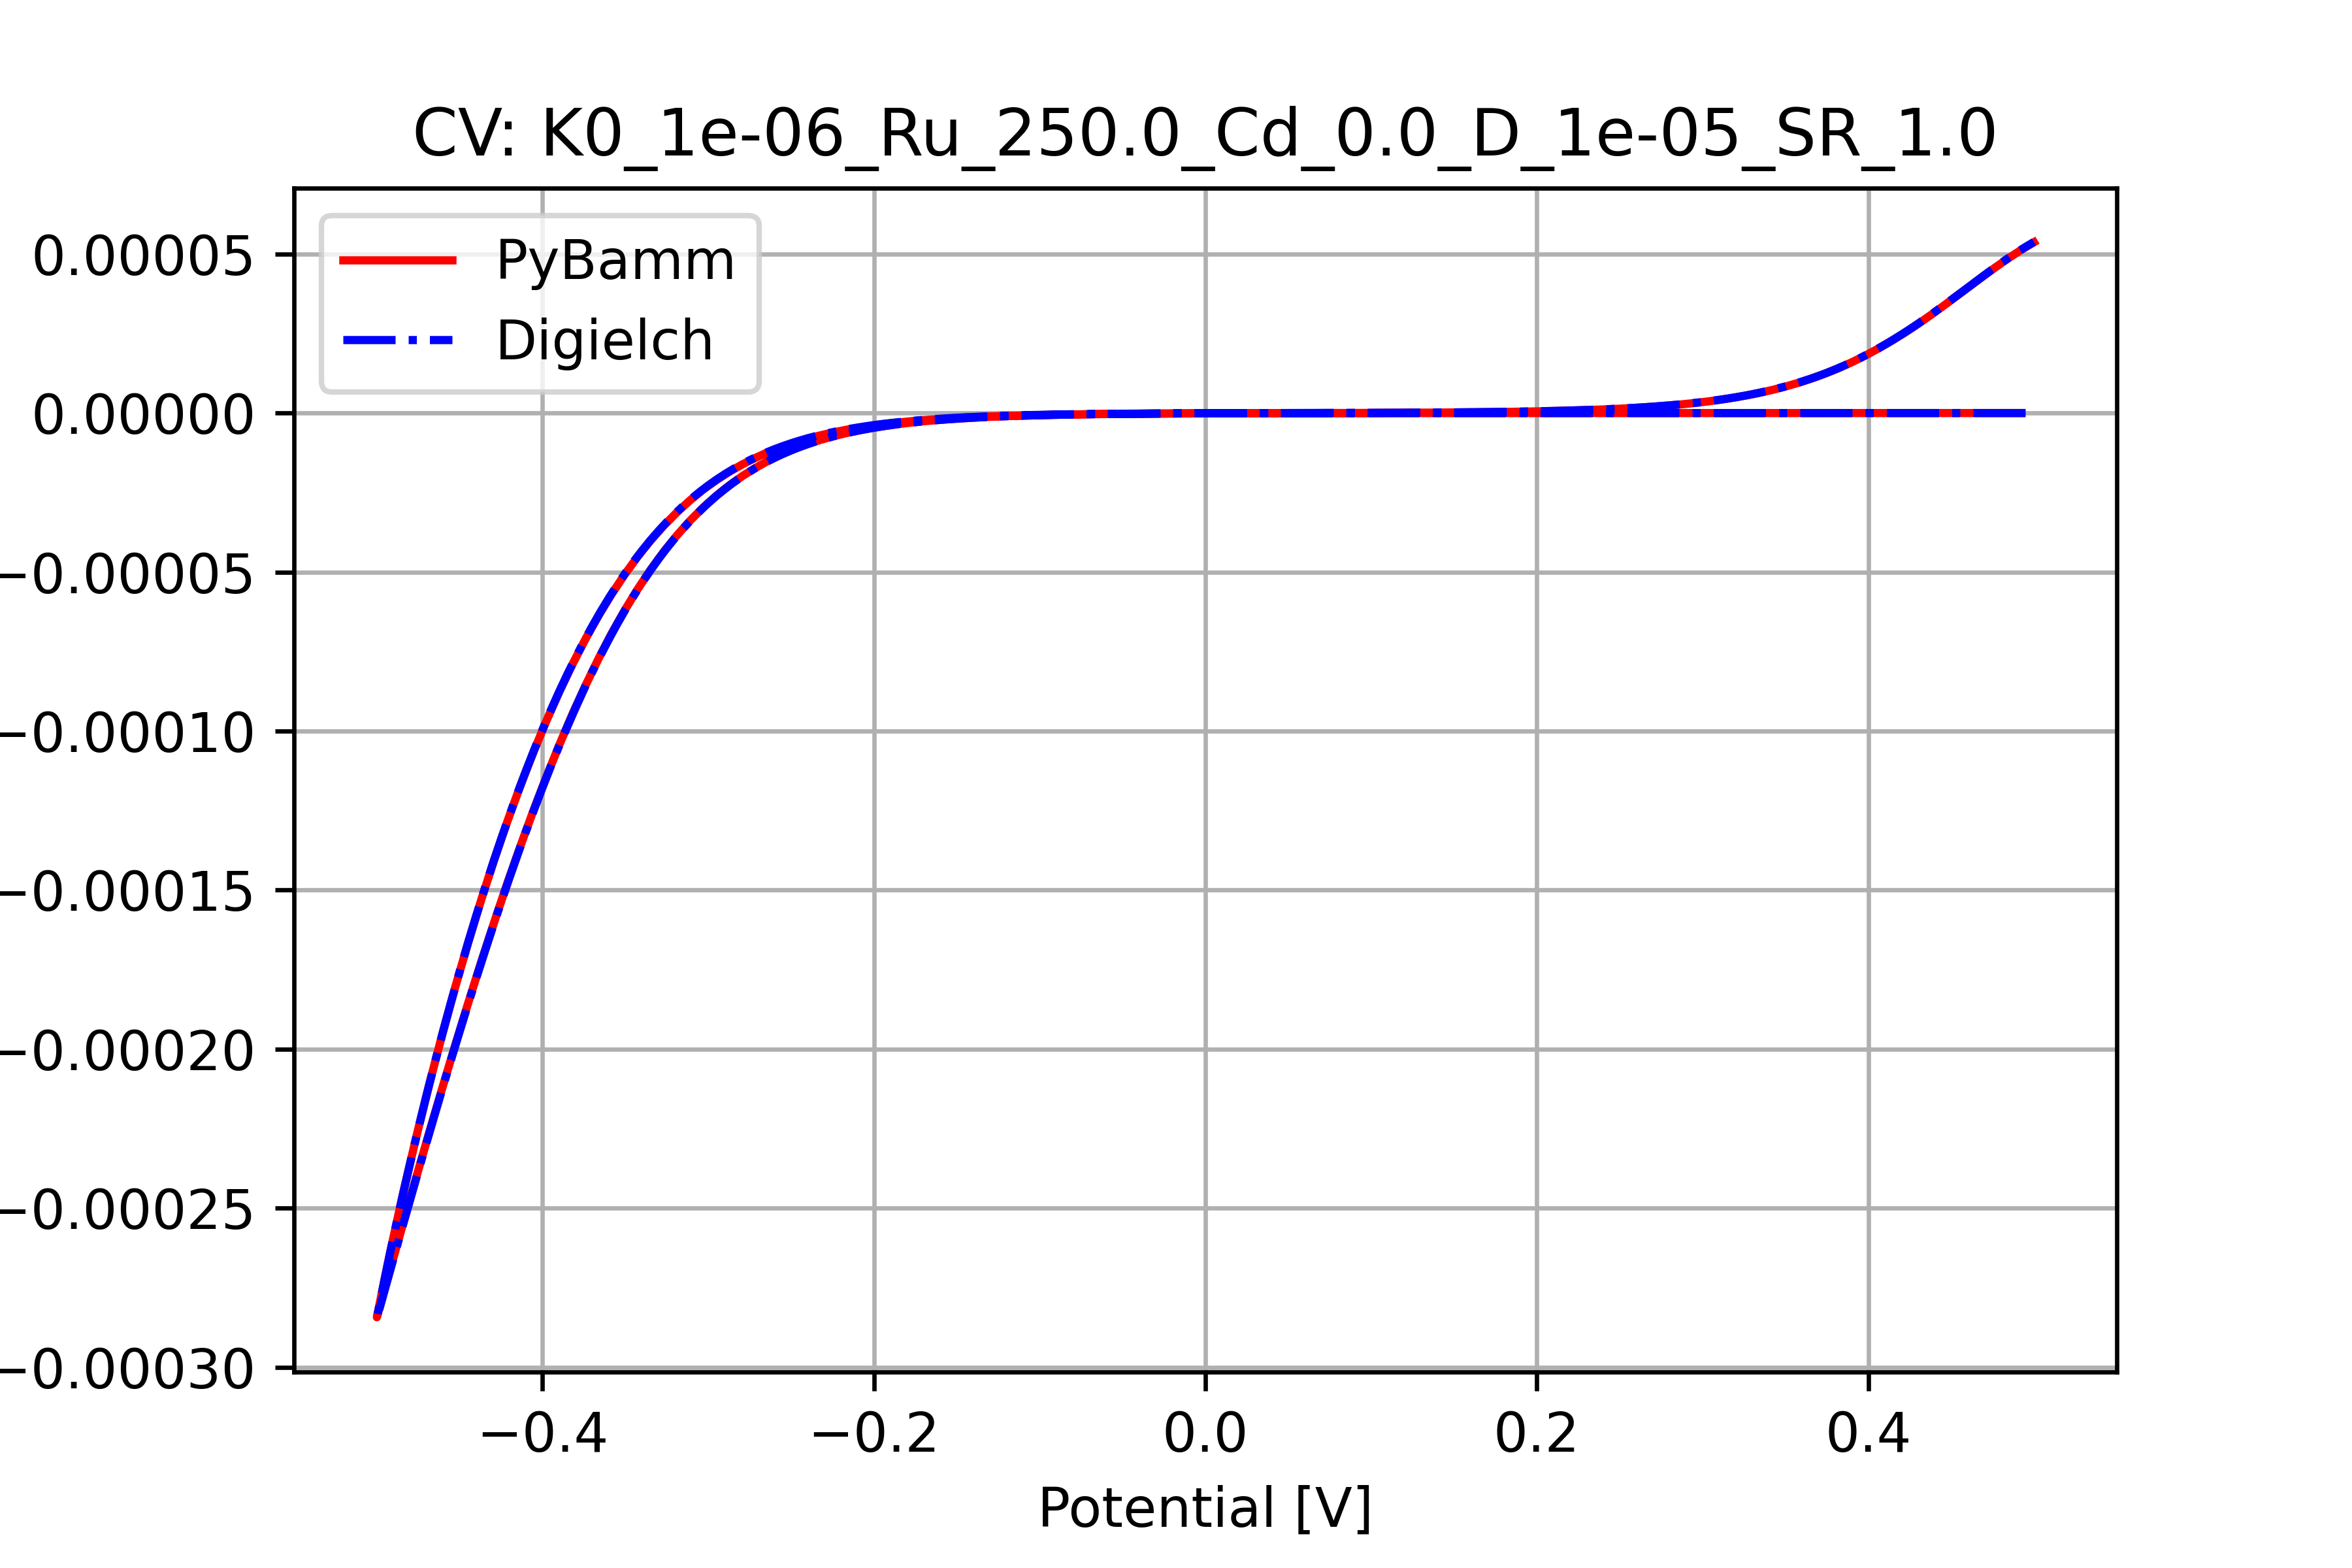 CV: K0_1e-06_Ru_250.0_Cd_0.0_D_1e-05_SR_1.0
PyBamm
Digielch
0.00005
0.00000
−0.00005
−0.00010
−0.00015
−0.00020
−0.00025
−0.00030
−0.4 −0.2 0.0 0.2 0.4
Potential [V]